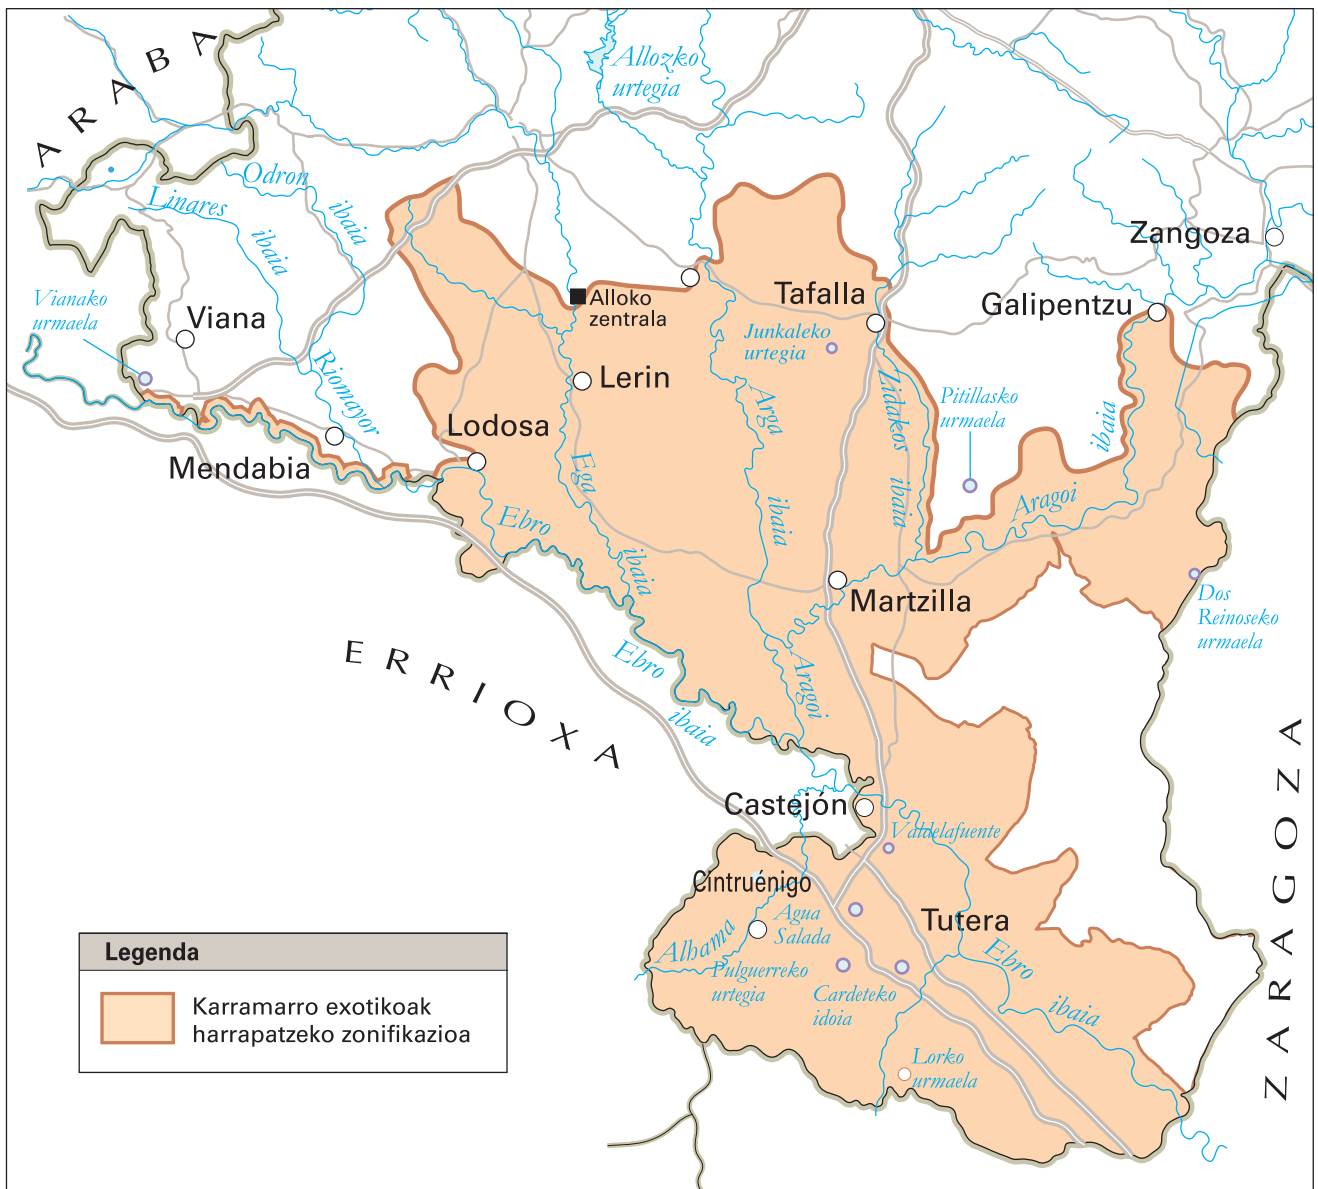 ARABA
Allozko
urtegia
Odron
ibaia
Linares
ibaia
Zangoza
Vianako
urmaela
Viana
Alloko
zentrala
Tafalla
Galipentzu
Junkaleko
urtegia
Lerin
Riomayor
Lodosa
Arga
ibaia
Zidakos
ibaia
Pitillasko
urmaela
ibaia
Aragoi
Mendabia
Ega
ibaia
Ebro
Martzilla
Dos
Reinoseko
urmaela
ERRIOXA
Ebro
ibaia
Aragoi
ZARAGOZA
Castejón
Valdelafuente
Cintruénigo
Agua
Salada
Tutera
Alhama
Pulguerreko
urtegia
Cardeteko
idoia
Ebro
ibaia
Lorko
urmaela
Legenda
Karramarro exotikoak
harrapatzeko zonifikazioa